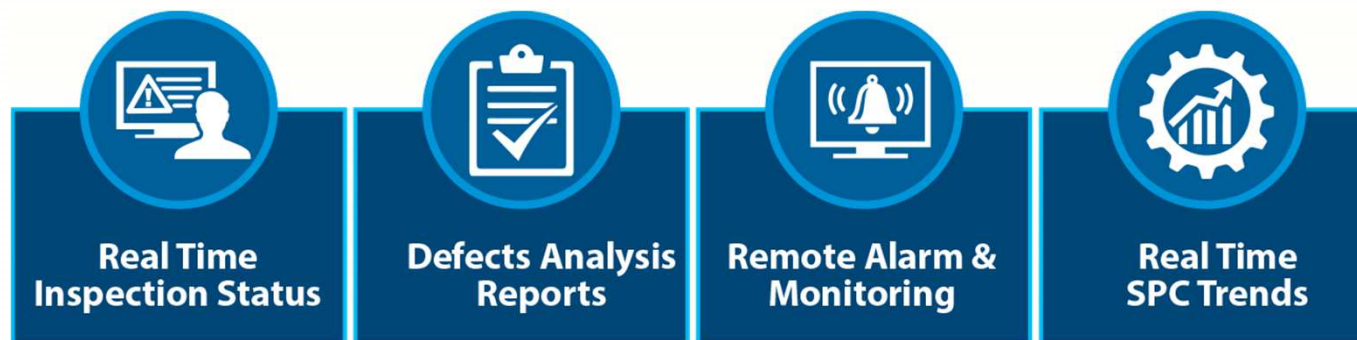 Real Time
Inspection Status
Defects Analysis
Reports
Remote Alarm &
Monitoring
Real Time
SPC Trends